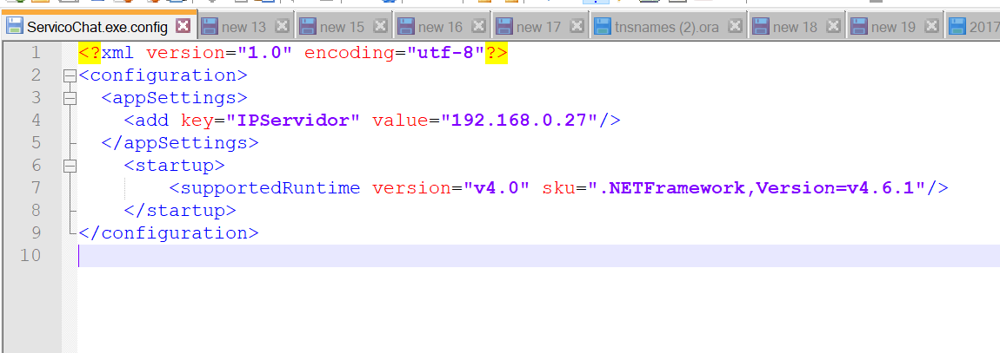 ServicoChat.exe.config new 13 new 15 new 16 new 17 tnsnames (2).ora new 18 new 19 2017
1 <?xml version="1.0" encoding="utf-8"?>
2 <configuration>
3 <appSettings>
4 <add key="IPServidor" value="192.168.0.27"/>
5 </appSettings>
6 <startup>
7 <supportedRuntime version="v4.0" sku=".NETFramework,Version=v4.6.1"/>
8 </startup>
9 </configuration>
10